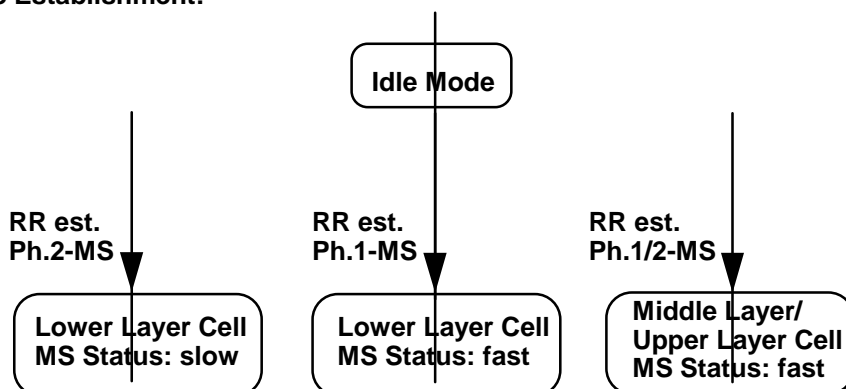 Establishment:
Idle Mode
RR est.
Ph.2-MS
RR est.
Ph.1-MS
RR est.
Ph.1/2-MS
Lower Layer Cell
MS Status: slow
Lower Layer Cell
MS Status: fast
Middle Layer/
Upper Layer Cell
MS Status: fast